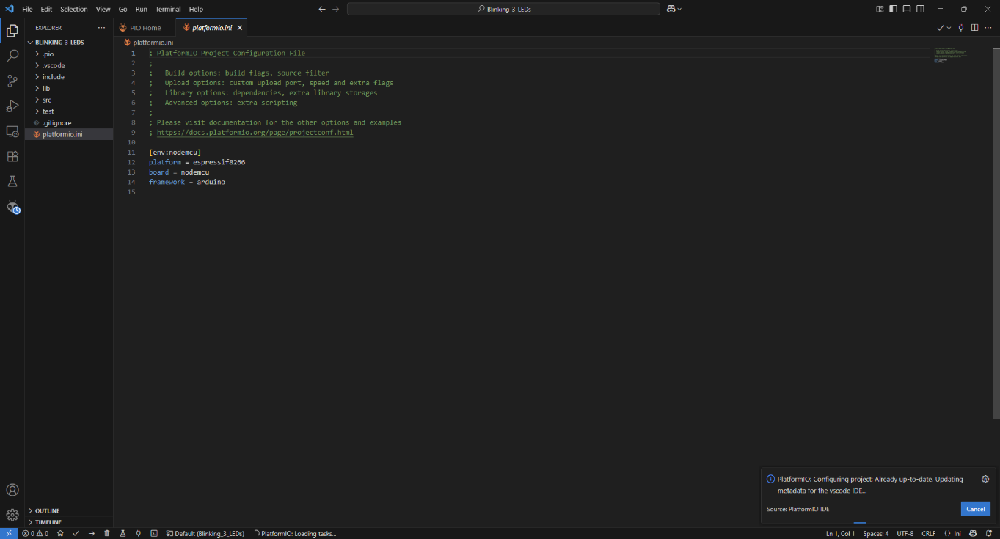 File Edit Selection View Go Run Terminal Help
Blinking_3_LEDs
EXPLORER
BLINKING_3_LEDS
.pio
.vscode
include
lib
src
test
.gitignore
platformio.ini
OUTLINE
TIMELINE
PIO Home
platformio.ini
platformio.ini
1 ; PlatformIO Project Configuration File
2 ;
3 ;   Build options: build flags, source filter
4 ;   Upload options: custom upload port, speed and extra flags
5 ;   Library options: dependencies, extra library storages
6 ;   Advanced options: extra scripting
7 ;
8 ; Please visit documentation for the other options and examples
9 ; https://docs.platformio.org/page/projectconf.html
10
11 [env:nodemcu]
12 platform = espressif8266
13 board = nodemcu
14 framework = arduino
15
PlatformIO: Configuring project: Already up-to-date. Updating
metadata for the vscode IDE...
Source: PlatformIO IDE
Cancel
0 0 Default (Blinking_3_LEDs) PlatformIO: Loading tasks... Ln 1, Col 1 Spaces: 4 UTF-8 CRLF {} Ini